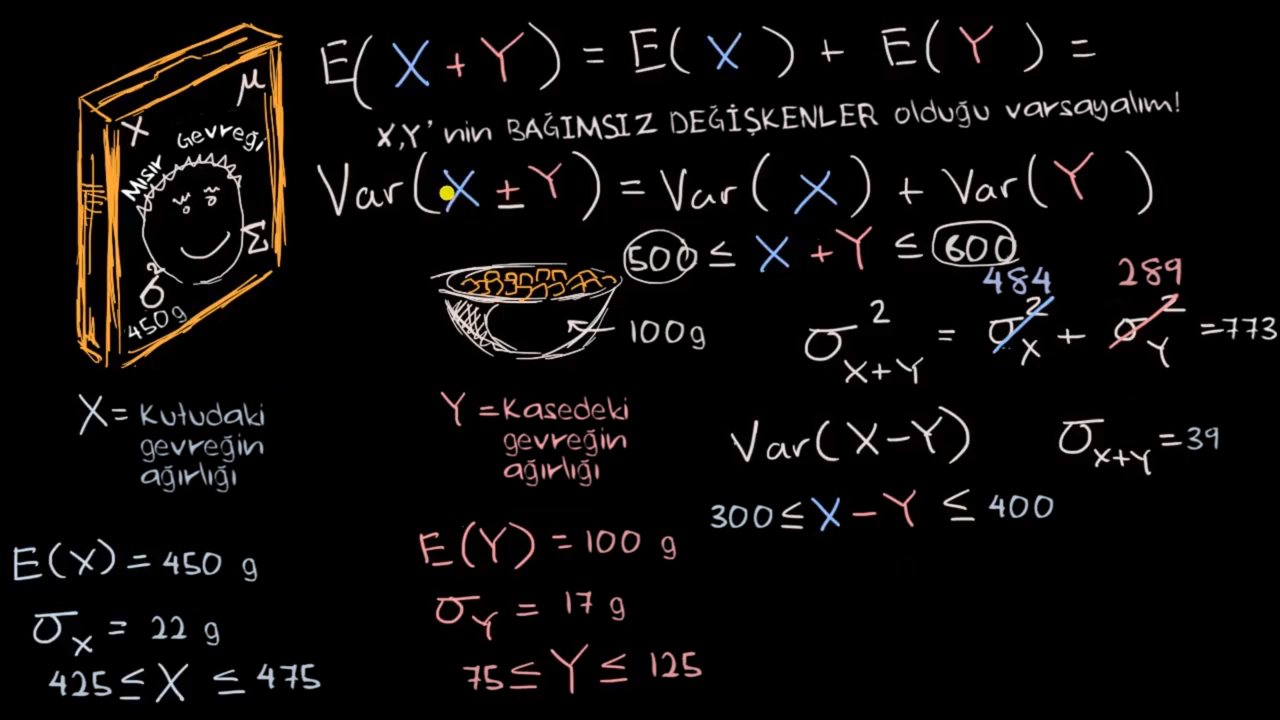 E(X + Y) = E(X) + E(Y) =
X,Y'nin BAĞIMSIZ DEĞİŞKENLER olduğu varsayalım!
Var(X ± Y) = Var(X) + Var(Y)
μ
X
Mısır Gevreği
Σ
σ²
450g
500 ≤ X + Y ≤ 600
100g
484 289
σ²X+Y = σ²X + σ²Y = 773
X = Kutudaki
gevreğin
ağırlığı
Y = Kasedeki
gevreğin
ağırlığı
Var(X-Y)
σX+Y = 39
300 ≤ X - Y ≤ 400
E(X) = 450 g
σX = 22 g
425 ≤ X ≤ 475
E(Y) = 100 g
σY = 17 g
75 ≤ Y ≤ 125